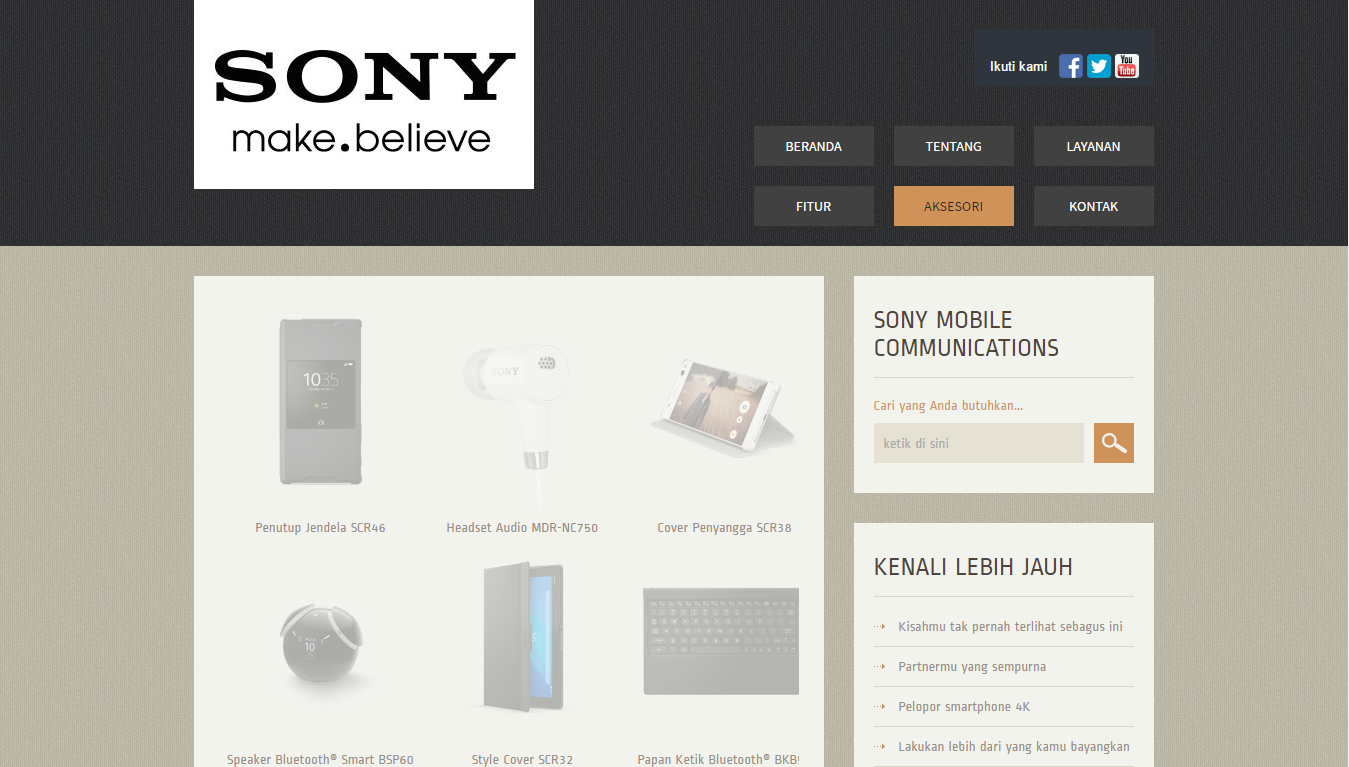 SONY
make.believe
Ikuti kami
You
Tube
BERANDA
TENTANG
LAYANAN
FITUR
AKSESORI
KONTAK
10 35
SONY
Penutup Jendela SCR46
Headset Audio MDR-NC750
Cover Penyangga SCR38
10
Speaker Bluetooth® Smart BSP60
Style Cover SCR32
Papan Ketik Bluetooth®
SONY MOBILE
COMMUNICATIONS
Cari yang Anda butuhkan...
ketik di sini
KENALI LEBIH JAUH
Kisahmu tak pernah terlihat sebagus ini
Partnermu yang sempurna
Pelopor smartphone 4K
Lakukan lebih dari yang kamu bayangkan